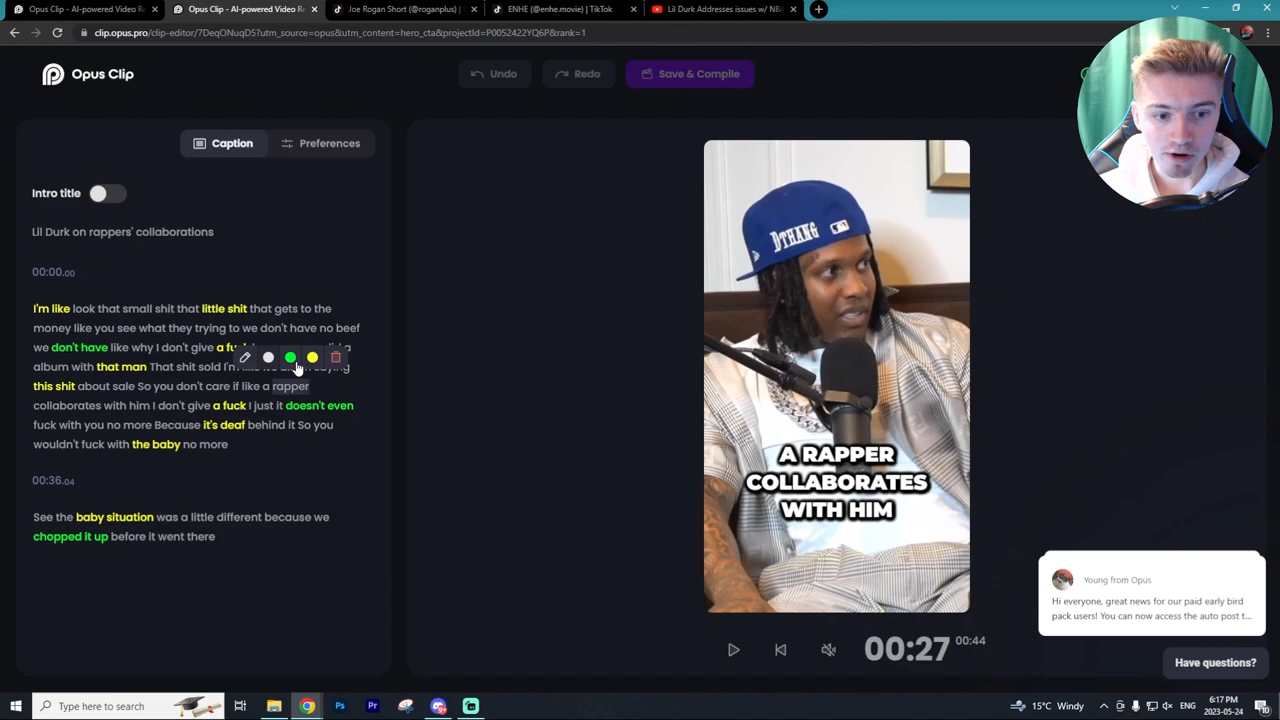 Opus Clip - AI-powered Video Re
Opus Clip - AI-powered Video Re
Joe Rogan Short (@roganplus) |
ENHE (@enhe.movie) | TikTok
Lil Durk Addresses issues w/ NBA
clip.opus.pro/clip-editor/7DeqONuqD5?utm_source=opus&utm_content=hero_cta&projectId=P0052422YQ6P&rank=1
Opus Clip
Undo
Redo
Save & Compile
Caption
Preferences
Intro title
Lil Durk on rappers' collaborations
00:00.00
I'm like look that small shit that little shit that gets to the
money like you see what they trying to we don't have no beef
we don't have like why I don't give a
album with that man That shit sold I'm
this shit about sale So you don't care if like a rapper
collaborates with him I don't give a fuck I just it doesn't even
fuck with you no more Because it's deaf behind it So you
wouldn't fuck with the baby no more
00:36.04
See the baby situation was a little different because we
chopped it up before it went there
DTHANG
A RAPPER
COLLABORATES
WITH HIM
00:27
00:44
Young from Opus
Hi everyone, great news for our paid early bird
pack users! You can now access the auto post t...
Have questions?
Type here to search
Ps
Pr
15°C Windy
6:17 PM
2023-05-24